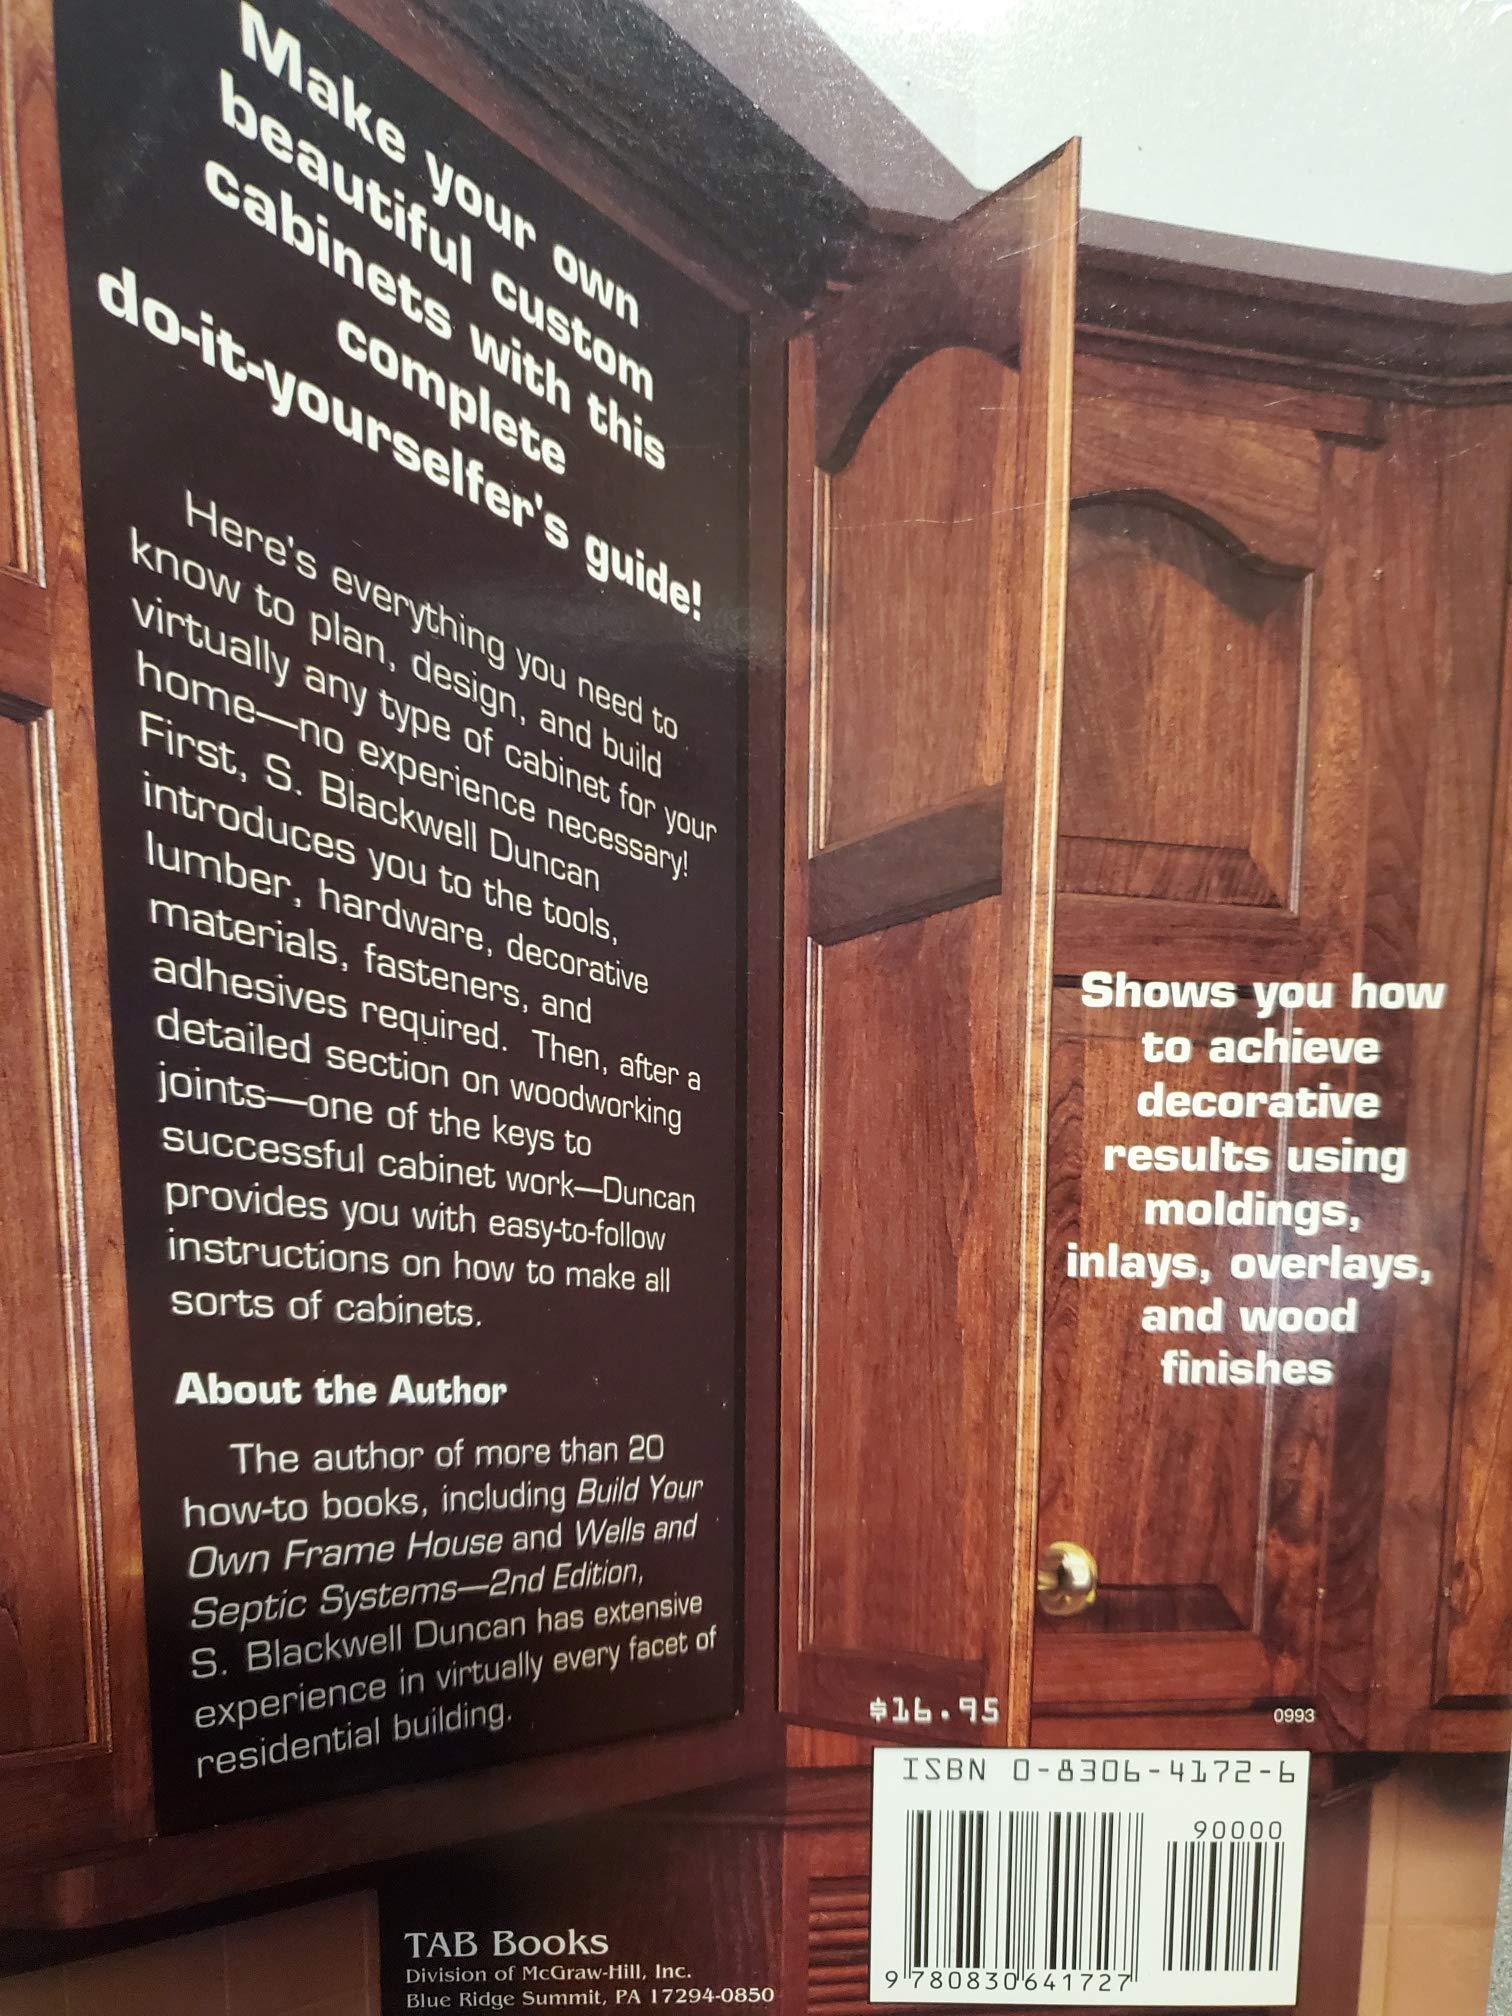 Make your own
beautiful custom
cabinets with this
complete
do-it-yourselfer's guide!
Here's everything you need to
know to plan, design, and build
virtually any type of cabinet for your
home—no experience necessary!
First, S. Blackwell Duncan
introduces you to the tools,
lumber, hardware, decorative
materials, fasteners, and
adhesives required. Then, after a
detailed section on woodworking
joints—one of the keys to
successful cabinet work—Duncan
provides you with easy-to-follow
instructions on how to make all
sorts of cabinets.
About the Author
The author of more than 20
how-to books, including Build Your
Own Frame House and Wells and
Septic Systems—2nd Edition,
S. Blackwell Duncan has extensive
experience in virtually every facet of
residential building.
Shows you how
to achieve
decorative
results using
moldings,
inlays, overlays,
and wood
finishes
$16.95
0993
ISBN 0-8306-4172-6
90000
9 780830 641727
TAB Books
Division of McGraw-Hill, Inc.
Blue Ridge Summit, PA 17294-0850